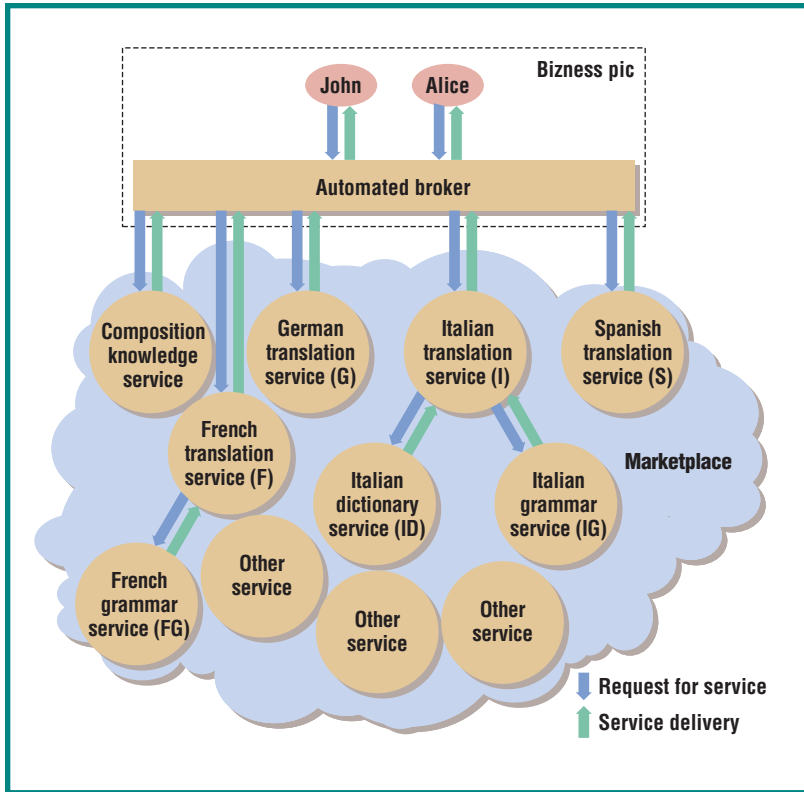 Bizness pic
John
Alice
Automated broker
Composition
knowledge
service
German
translation
service (G)
Italian
translation
service (I)
Spanish
translation
service (S)
French
translation
service (F)
Marketplace
Italian
dictionary
service (ID)
Italian
grammar
service (IG)
French
grammar
service (FG)
Other
service
Other
service
Other
service
Request for service
Service delivery